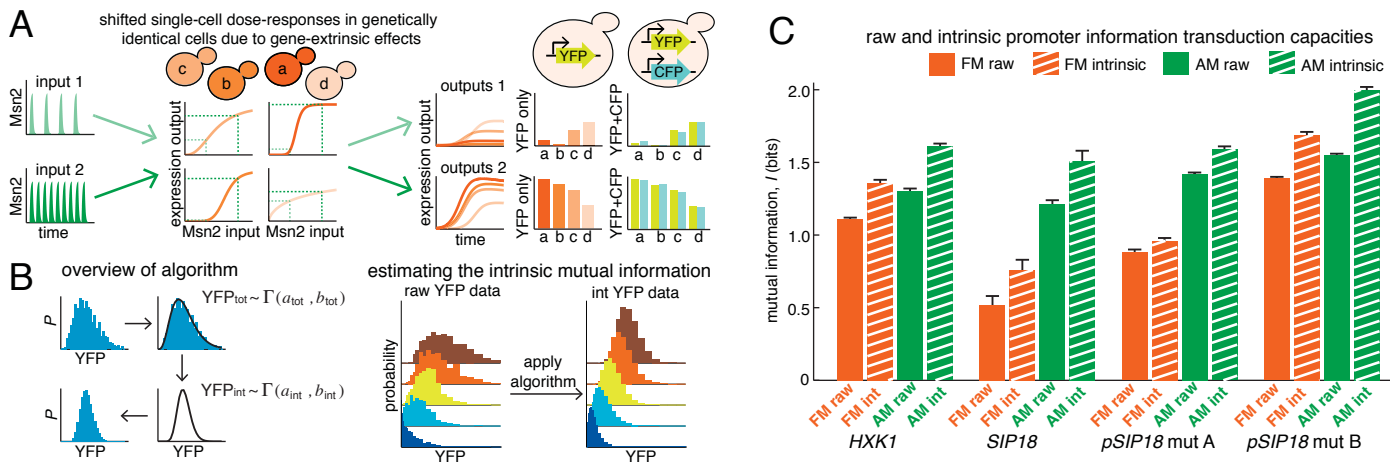 A
shifted single-cell dose-responses in genetically
identical cells due to gene-extrinsic effects
input 1
Msn2
input 2
Msn2
time
c
b
a
d
expression output
Msn2 input
Msn2 input
outputs 1
outputs 2
expression output
time
YFP
YFP
CFP
YFP only
a b c d
YFP+CFP
a b c d
YFP only
a b c d
YFP+CFP
a b c d
B
overview of algorithm
P
YFP
YFPtot ~ Γ(atot , btot)
YFPint ~ Γ(aint , bint)
P
YFP
YFP
estimating the intrinsic mutual information
raw YFP data
int YFP data
probability
apply
algorithm
YFP
YFP
C
raw and intrinsic promoter information transduction capacities
FM raw
FM intrinsic
AM raw
AM intrinsic
mutual information, I (bits)
2.0
1.5
1.0
0.5
0
FM raw FM int AM raw AM int FM raw FM int AM raw AM int FM raw FM int AM raw AM int FM raw FM int AM raw AM int
HXK1 SIP18 pSIP18 mut A pSIP18 mut B